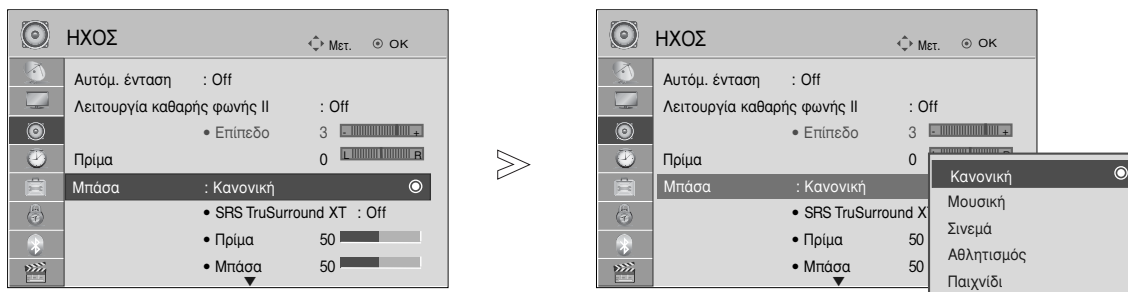 ΗΧΟΣ
Μετ. OK
Αυτόμ. ένταση : Off
Λειτουργία καθαρής φωνής II : Off
• Επίπεδο 3 - +
Πρίμα 0 L R
Μπάσα : Κανονική
• SRS TruSurround XT : Off
• Πρίμα 50
• Μπάσα 50
ΗΧΟΣ
Μετ. OK
Αυτόμ. ένταση : Off
Λειτουργία καθαρής φωνής II : Off
• Επίπεδο 3 - +
Πρίμα 0
Μπάσα : Κανονική
• SRS TruSurround X
• Πρίμα 50
• Μπάσα 50
Κανονική
Μουσική
Σινεμά
Αθλητισμός
Παιχνίδι